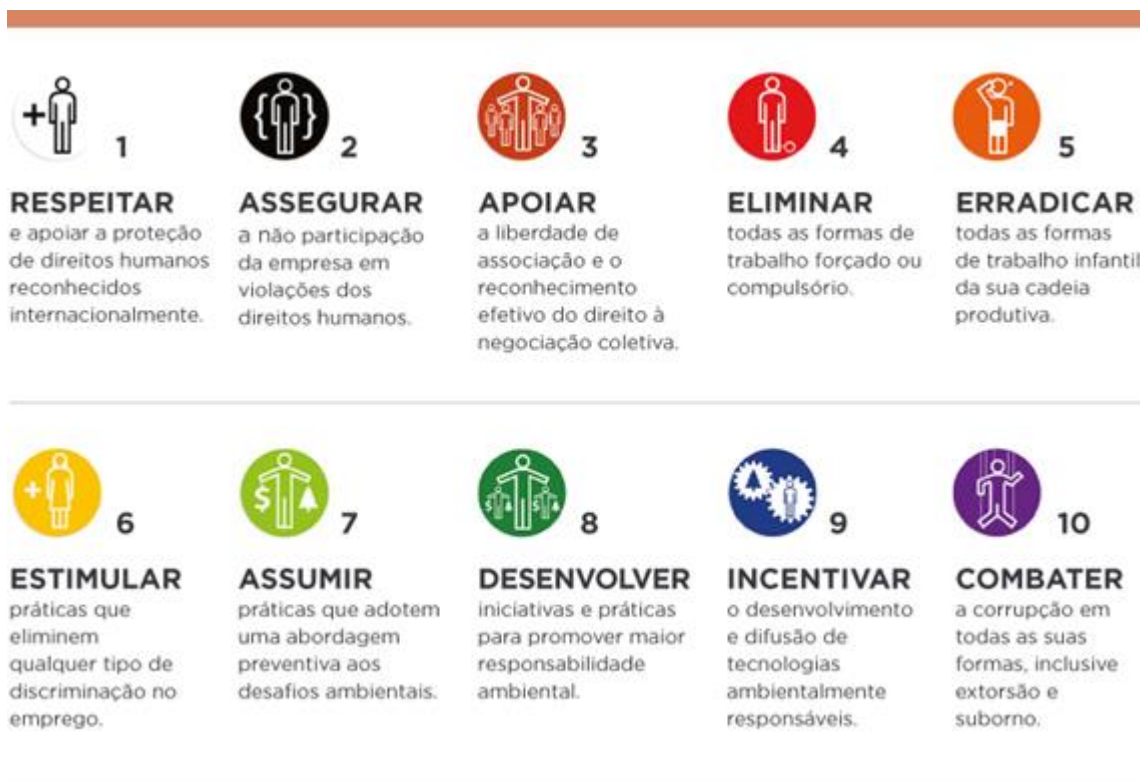 1
RESPEITAR
e apoiar a proteção
de direitos humanos
reconhecidos
internacionalmente.
2
ASSEGURAR
a não participação
da empresa em
violações dos
direitos humanos.
3
APOIAR
a liberdade de
associação e o
reconhecimento
efetivo do direito à
negociação coletiva.
4
ELIMINAR
todas as formas de
trabalho forçado ou
compulsório.
5
ERRADICAR
todas as formas
de trabalho infantil
da sua cadeia
produtiva.
6
ESTIMULAR
práticas que
eliminem
qualquer tipo de
discriminação no
emprego.
$
7
ASSUMIR
práticas que adotem
uma abordagem
preventiva aos
desafios ambientais.
$ $
8
DESENVOLVER
iniciativas e práticas
para promover maior
responsabilidade
ambiental.
9
INCENTIVAR
o desenvolvimento
e difusão de
tecnologias
ambientalmente
responsáveis.
10
COMBATER
a corrupção em
todas as suas
formas, inclusive
extorsão e
suborno.